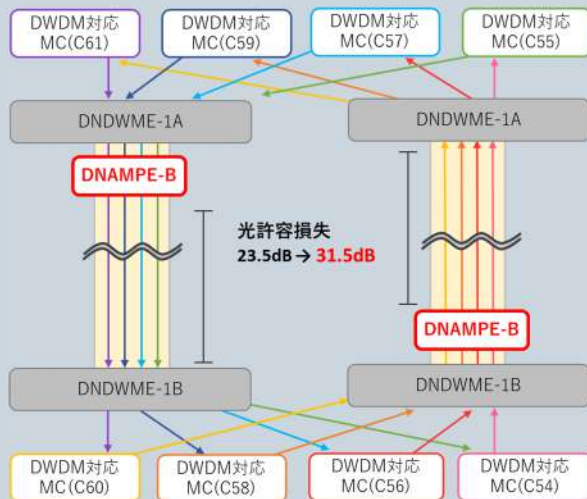 DWDM対応
MC(C61)
DWDM対応
MC(C59)
DWDM対応
MC(C57)
DWDM対応
MC(C55)
DNDWME-1A
DNDWME-1A
DNAMPE-B
光許容損失
23.5dB→ 31.5dB
DNAMPE-B
DNDWME-1B
DNDWME-1B
DWDM対応
MC(C60)
DWDM対応
MC(C58)
DWDM対応
MC(C56)
DWDM対応
MC(C54)